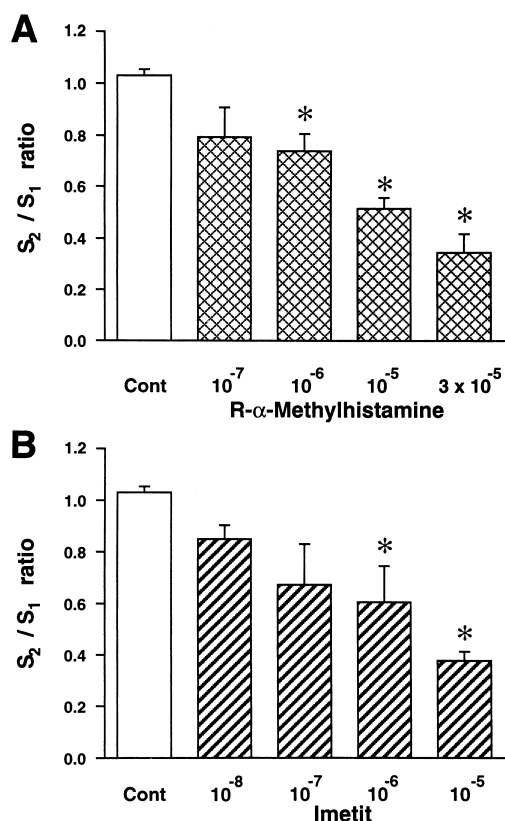 A
1.2
1.0
0.8
0.6
0.4
0.2
0.0
S₂ / S₁ ratio
* * *
Cont 10⁻⁷ 10⁻⁶ 10⁻⁵ 3 x 10⁻⁵
R-α-Methylhistamine
B
1.2
1.0
0.8
0.6
0.4
0.2
0.0
S₂ / S₁ ratio
* *
Cont 10⁻⁸ 10⁻⁷ 10⁻⁶ 10⁻⁵
Imetit